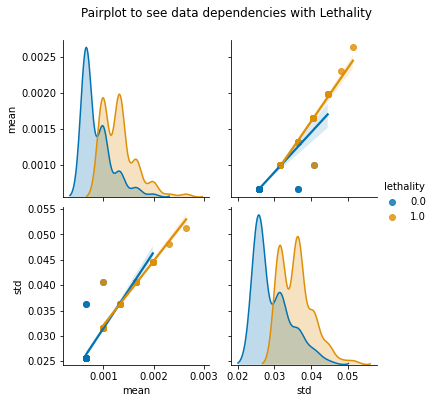 Pairplot to see data dependencies with Lethality
0.0025
0.0020
0.0015
0.0010
mean
lethality
0.0
1.0
0.055
0.050
0.045
0.040
0.035
0.030
0.025
std
0.001 0.002 0.003
mean
0.02 0.03 0.04 0.05
std